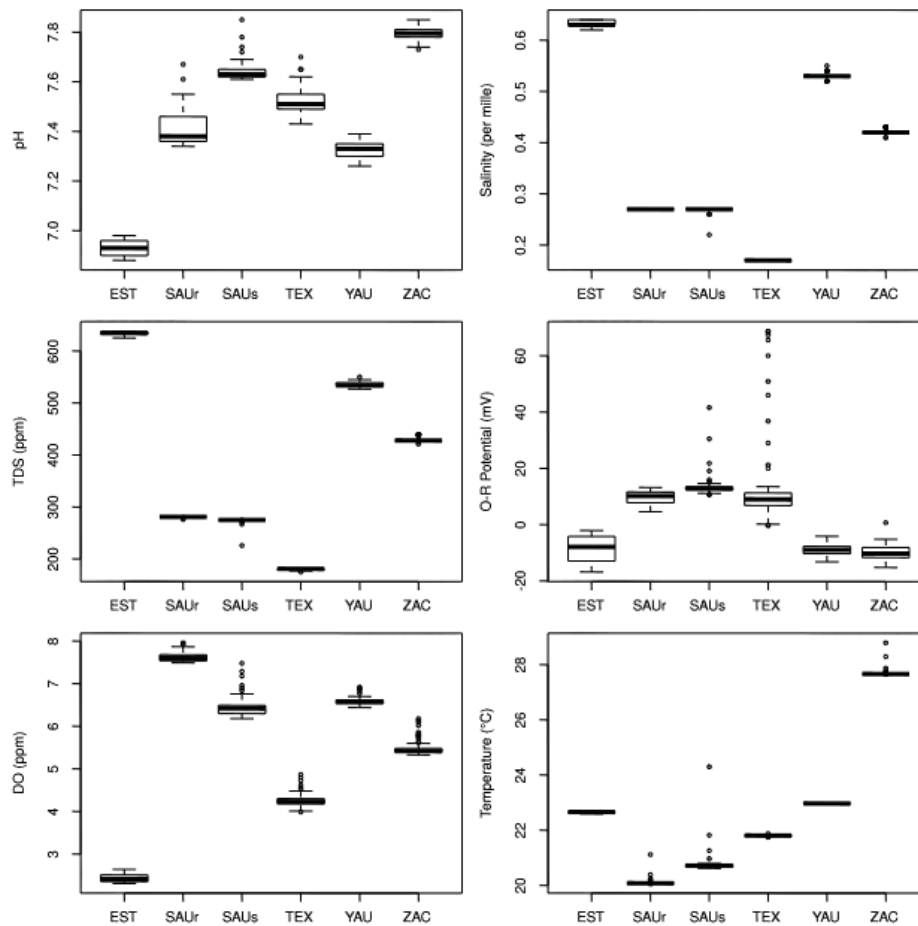 pH
7.8
7.6
7.4
7.2
7.0
EST SAUr SAUs TEX YAU ZAC
Salinity (per mille)
0.6
0.5
0.4
0.3
0.2
EST SAUr SAUs TEX YAU ZAC
TDS (ppm)
600
500
400
300
200
EST SAUr SAUs TEX YAU ZAC
O-R Potential (mV)
60
40
20
0
-20
EST SAUr SAUs TEX YAU ZAC
DO (ppm)
8
7
6
5
4
3
EST SAUr SAUs TEX YAU ZAC
Temperature (°C)
28
26
24
22
20
EST SAUr SAUs TEX YAU ZAC